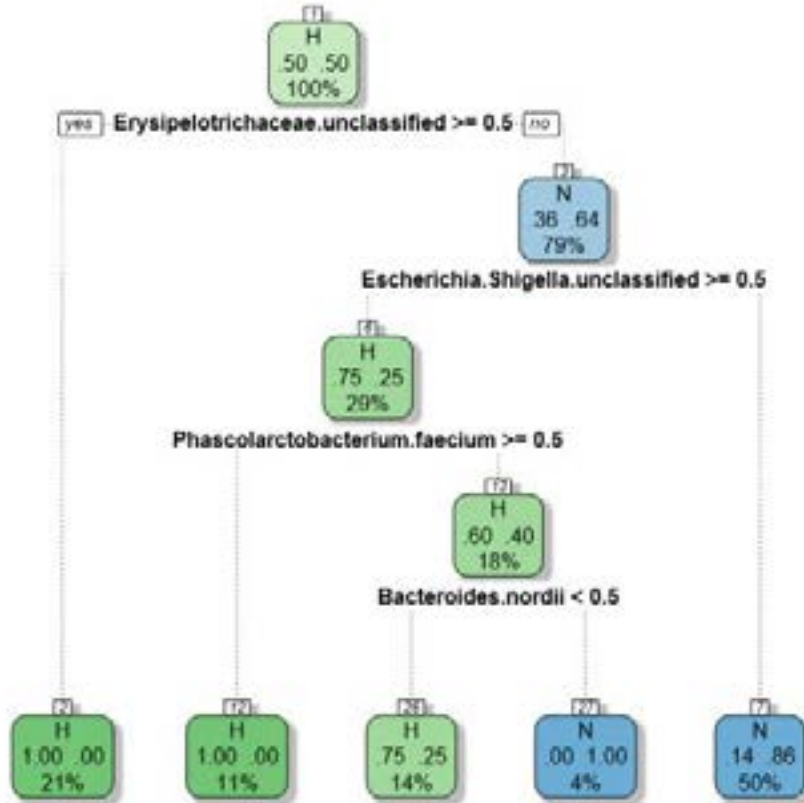 1
H
.50 .50
100%
yes Erysipelotrichaceae.unclassified >= 0.5 no
3
N
.36 .64
79%
Escherichia.Shigella.unclassified >= 0.5
6
H
.75 .25
29%
Phascolarctobacterium.faecium >= 0.5
13
H
.60 .40
18%
Bacteroides.nordii < 0.5
2 12 26 27 7
H H H N N
1.00 .00 1.00 .00 .75 .25 .00 1.00 .14 .86
21% 11% 14% 4% 50%